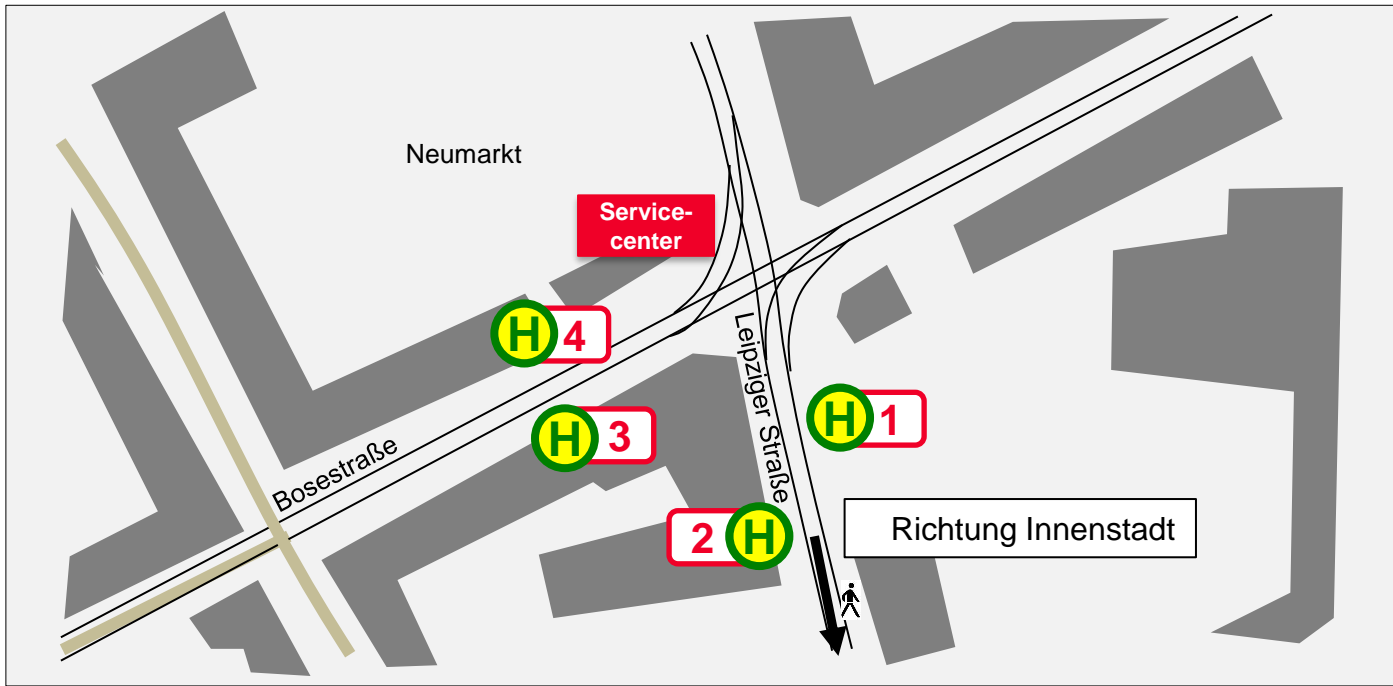 Neumarkt
Service-
center
H 4
Leipziger Straße
H 1
H 3
Bosestraße
2 H
Richtung Innenstadt